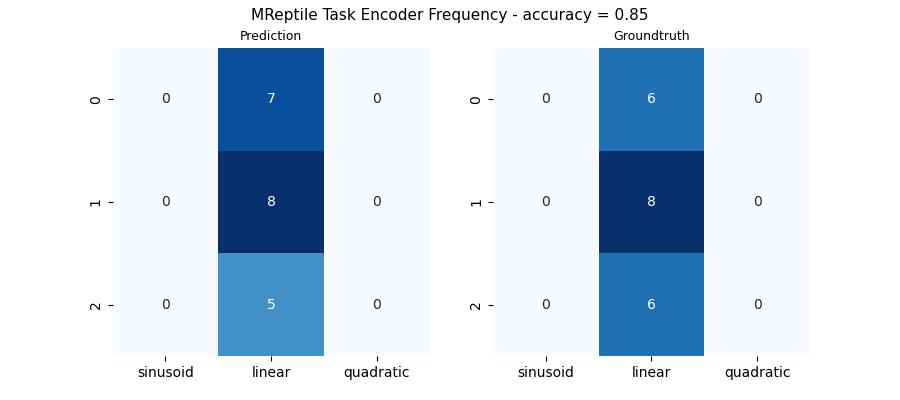 MReptile Task Encoder Frequency - accuracy = 0.85
Prediction
0
0 7 0
1
0 8 0
2
0 5 0
sinusoid linear quadratic
Groundtruth
0
0 6 0
1
0 8 0
2
0 6 0
sinusoid linear quadratic